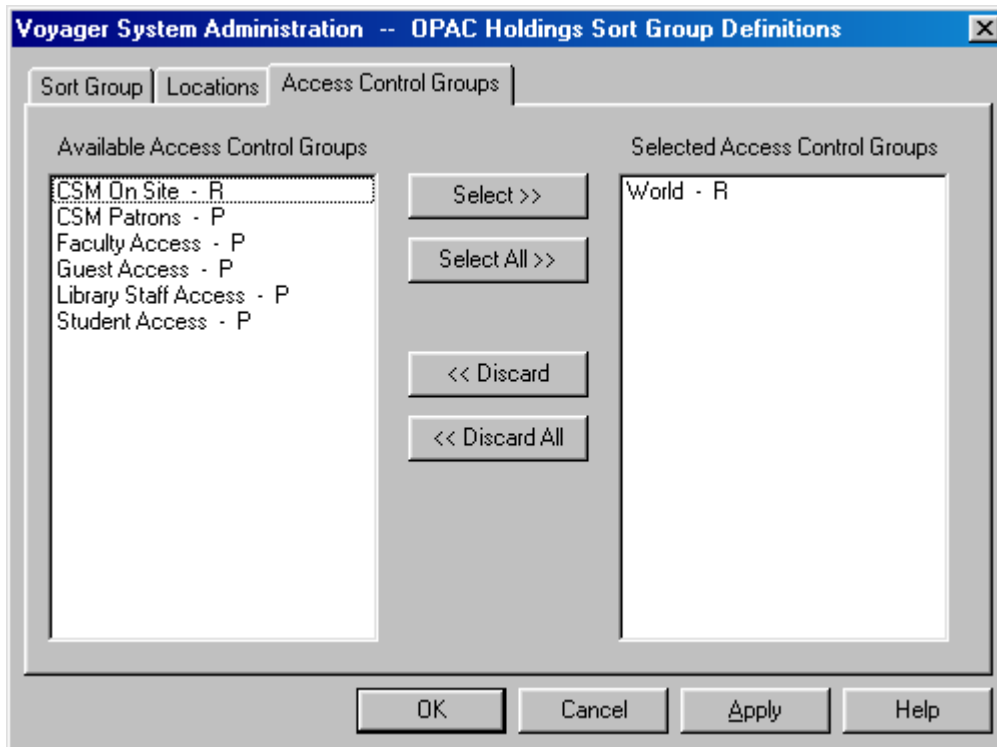 Voyager System Administration -- OPAC Holdings Sort Group Definitions
Sort Group
Locations
Access Control Groups
Available Access Control Groups
CSM On Site - R
CSM Patrons - P
Faculty Access - P
Guest Access - P
Library Staff Access - P
Student Access - P
Select >>
Select All >>
<< Discard
<< Discard All
Selected Access Control Groups
World - R
OK
Cancel
Apply
Help